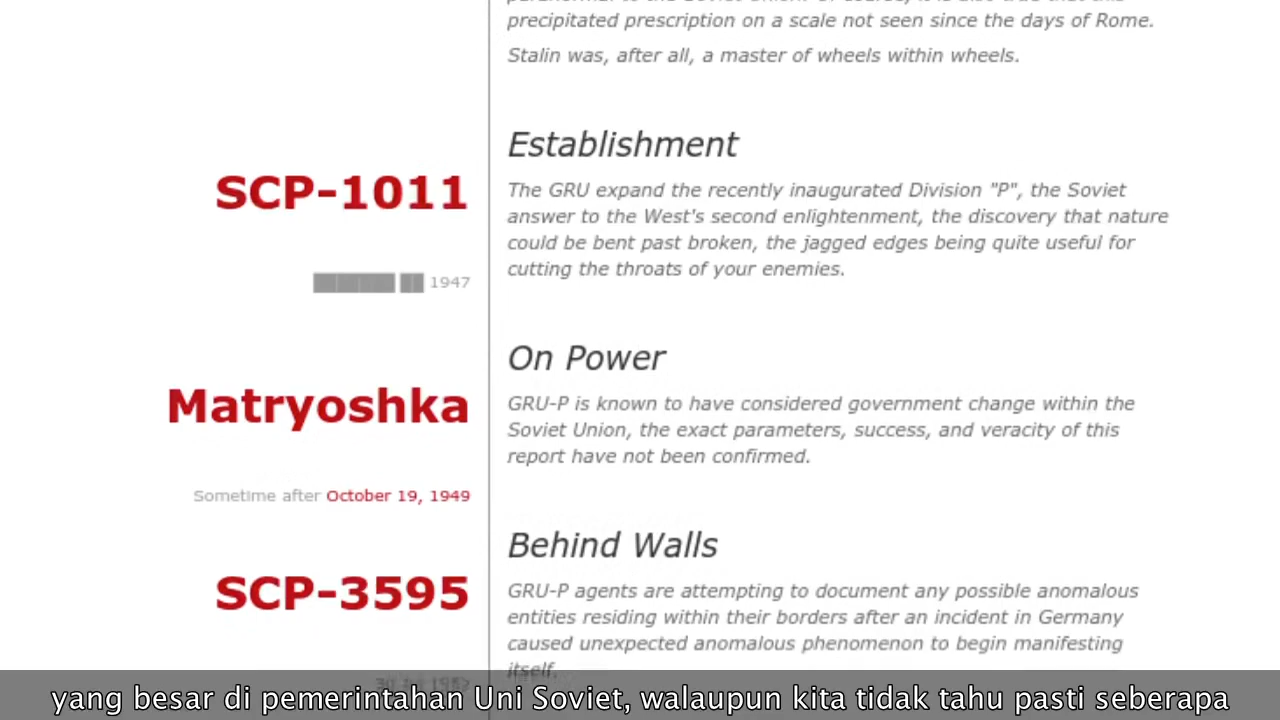 precipitated prescription on a scale not seen since the days of Rome.
Stalin was, after all, a master of wheels within wheels.
Establishment
SCP-1011
The GRU expand the recently inaugurated Division "P", the Soviet
answer to the West's second enlightenment, the discovery that nature
could be bent past broken, the jagged edges being quite useful for
cutting the throats of your enemies.
███████ ██ 1947
On Power
Matryoshka
GRU-P is known to have considered government change within the
Soviet Union, the exact parameters, success, and veracity of this
report have not been confirmed.
Sometime after October 19, 1949
Behind Walls
SCP-3595
GRU-P agents are attempting to document any possible anomalous
entities residing within their borders after an incident in Germany
caused unexpected anomalous phenomenon to begin manifesting
itself.
yang besar di pemerintahan Uni Soviet, walaupun kita tidak tahu pasti seberapa